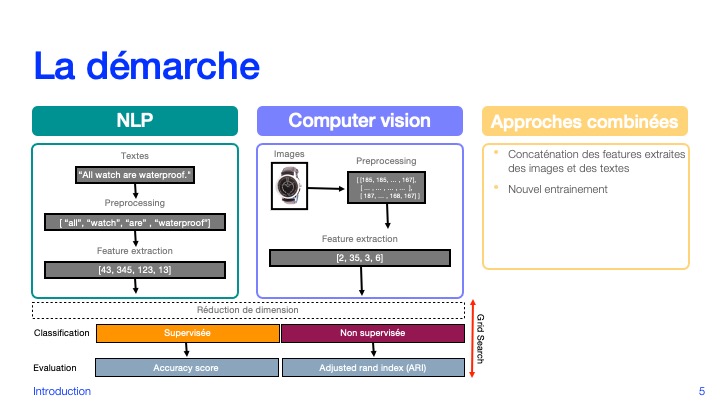 La démarche
NLP
Textes
"All watch are waterproof."
Preprocessing
[ "all", "watch", "are" , "waterproof"]
Feature extraction
[43, 345, 123, 13]
Computer vision
Images
Preprocessing
[ [185, 185, ... , 167],
[ ... , ... , ... , ... ],
[ 187, ... , 168, 167] ]
Feature extraction
[2, 35, 3, 6]
Approches combinées
• Concaténation des features extraites
des images et des textes
• Nouvel entrainement
Réduction de dimension
Classification
Supervisée
Non supervisée
Evaluation
Accuracy score
Adjusted rand index (ARI)
Grid Search
Introduction
5